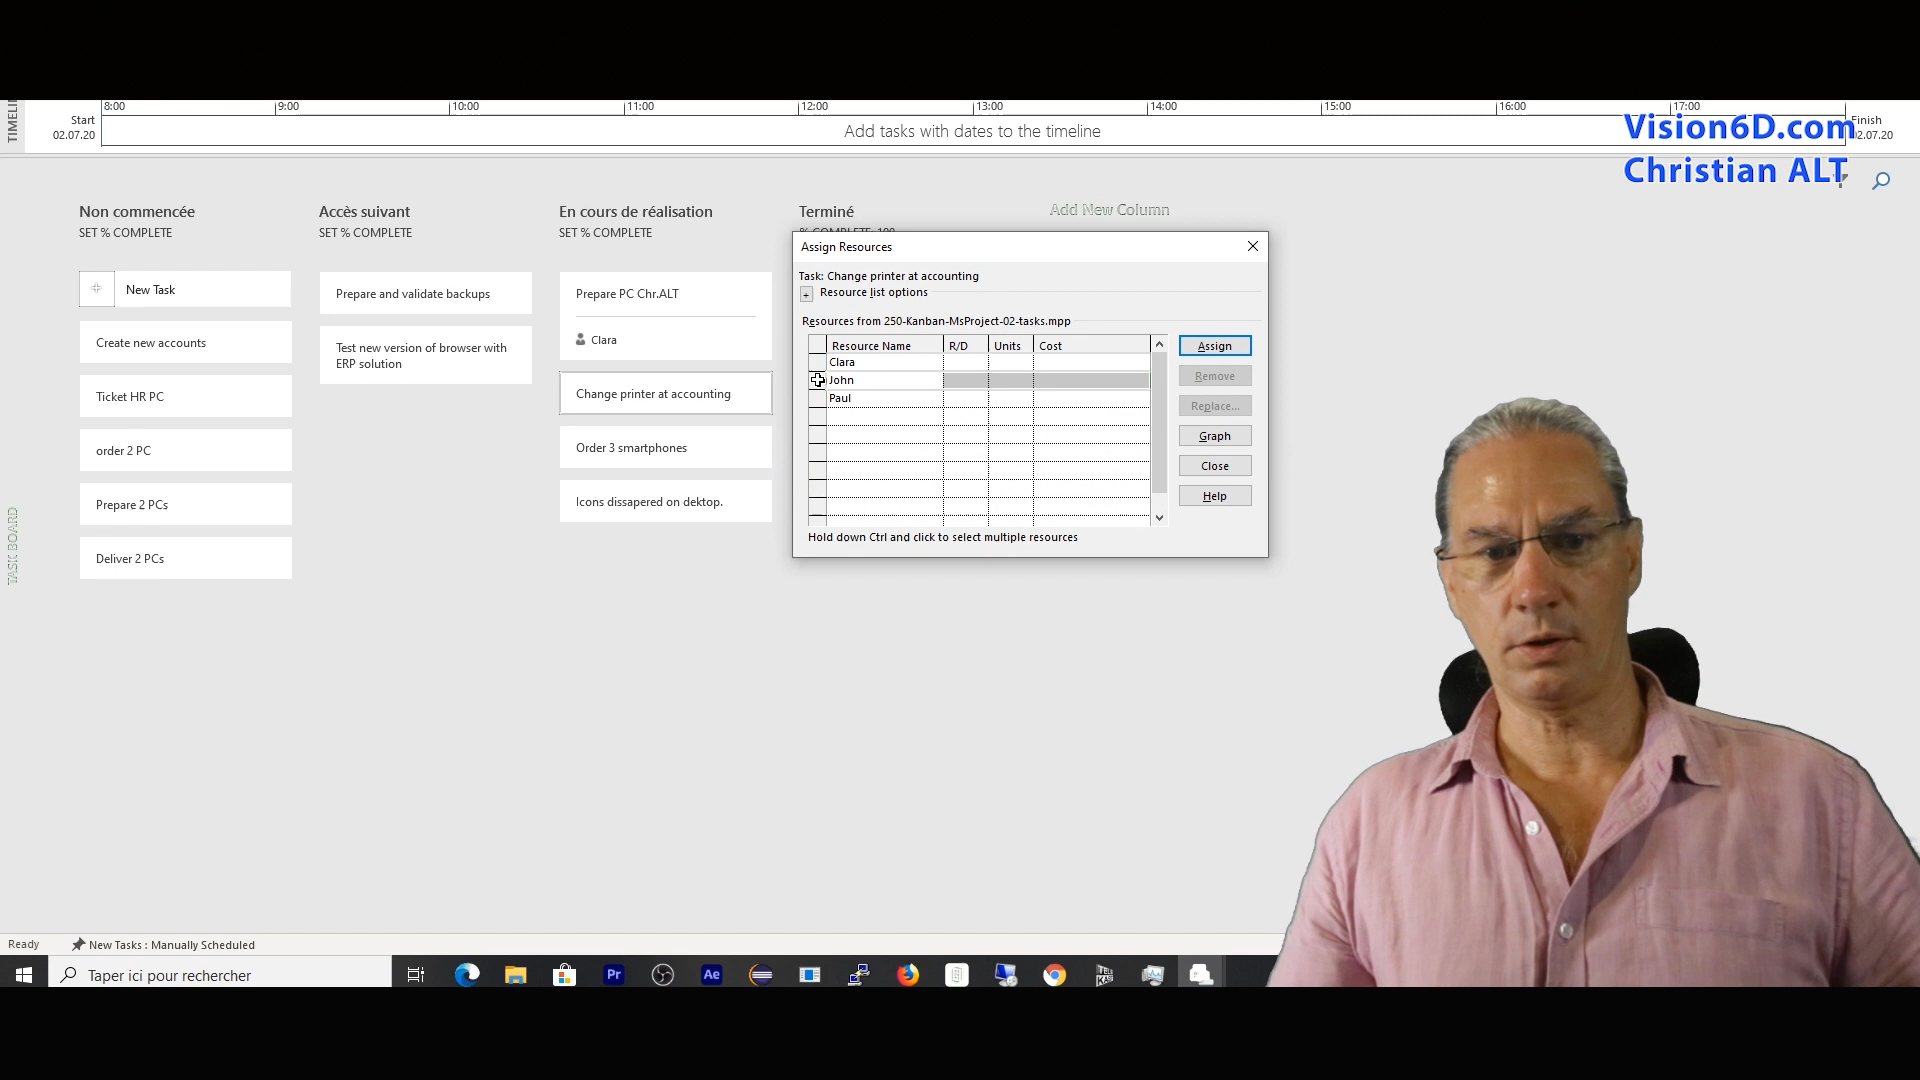 TIMELI
8:00 9:00 10:00 11:00 12:00 13:00 14:00 15:00 16:00 17:00
Start
02.07.20
Add tasks with dates to the timeline
Finish
02.07.20
Vision6D.com
Christian ALT
Non commencée
SET % COMPLETE
New Task
Create new accounts
Ticket HR PC
order 2 PC
Prepare 2 PCs
Deliver 2 PCs
Accès suivant
SET % COMPLETE
Prepare and validate backups
Test new version of browser with
ERP solution
En cours de réalisation
SET % COMPLETE
Prepare PC Chr.ALT
Clara
Change printer at accounting
Order 3 smartphones
Icons dissapered on dektop.
Terminé
% COMPLETE: 100
Add New Column
Assign Resources
Task: Change printer at accounting
+ Resource list options
Resources from 250-Kanban-MsProject-02-tasks.mpp
Resource Name R/D Units Cost
Clara
John
Paul
Assign
Remove
Replace...
Graph
Close
Help
Hold down Ctrl and click to select multiple resources
TASK BOARD
Ready New Tasks : Manually Scheduled
Taper ici pour rechercher
Pr
Ae
TELE
KAST